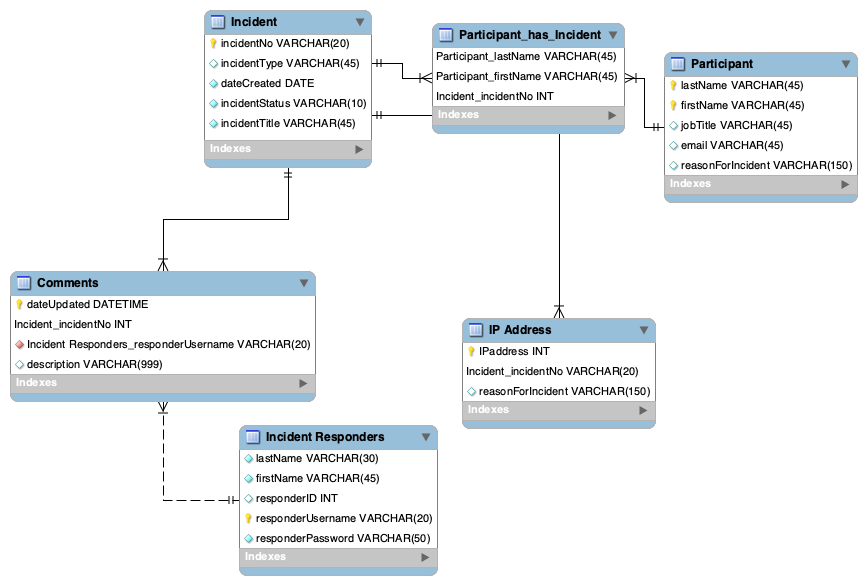 Incident
incidentNo VARCHAR(20)
incidentType VARCHAR(45)
dateCreated DATE
incidentStatus VARCHAR(10)
incidentTitle VARCHAR(45)
Indexes
Participant_has_Incident
Participant_lastName VARCHAR(45)
Participant_firstName VARCHAR(45)
Incident_incidentNo INT
Indexes
Participant
lastName VARCHAR(45)
firstName VARCHAR(45)
jobTitle VARCHAR(45)
email VARCHAR(45)
reasonForIncident VARCHAR(150)
Indexes
Comments
dateUpdated DATETIME
Incident_incidentNo INT
Incident Responders_responderUsername VARCHAR(20)
description VARCHAR(999)
Indexes
IP Address
IPaddress INT
Incident_incidentNo VARCHAR(20)
reasonForIncident VARCHAR(150)
Indexes
Incident Responders
lastName VARCHAR(30)
firstName VARCHAR(45)
responderID INT
responderUsername VARCHAR(20)
responderPassword VARCHAR(50)
Indexes